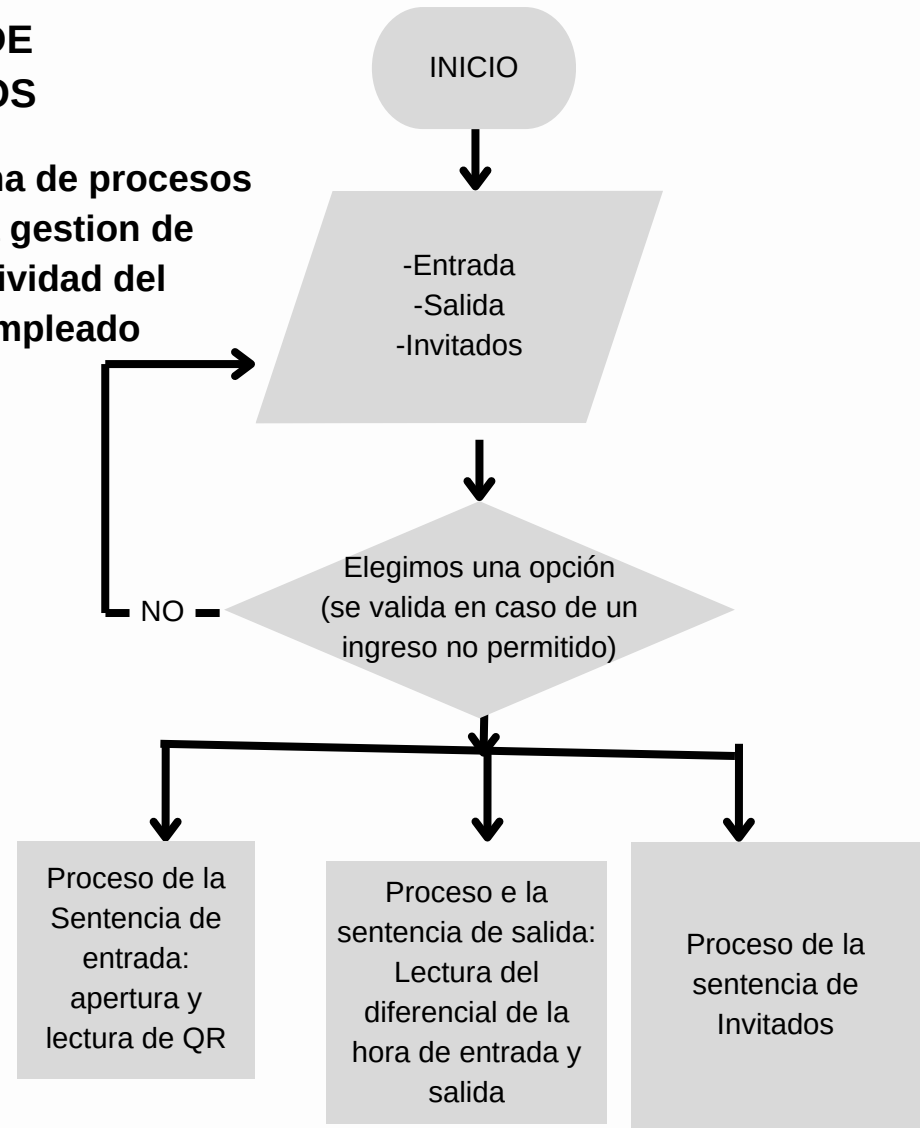 DE
OS
na de procesos
gestion de
ividad del
mpleado
INICIO
-Entrada
-Salida
-Invitados
Elegimos una opción
(se valida en caso de un
ingreso no permitido)
NO
Proceso de la
Sentencia de
entrada:
apertura y
lectura de QR
Proceso e la
sentencia de salida:
Lectura del
diferencial de la
hora de entrada y
salida
Proceso de la
sentencia de
Invitados